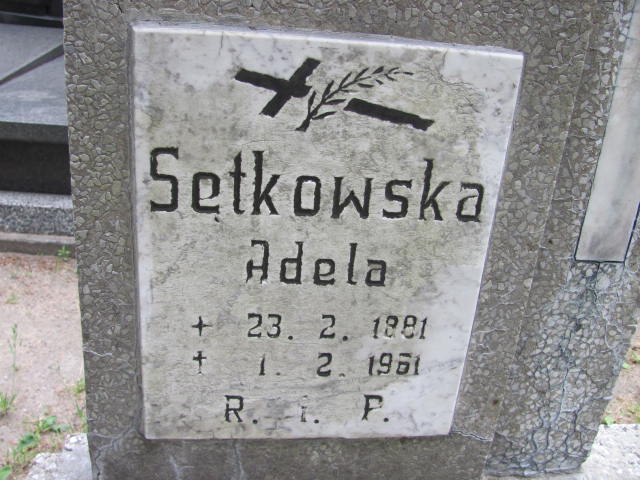 Sętkowska
Adela
+ 23. 2. 1881
† 1. 2. 1961
R. i. P.